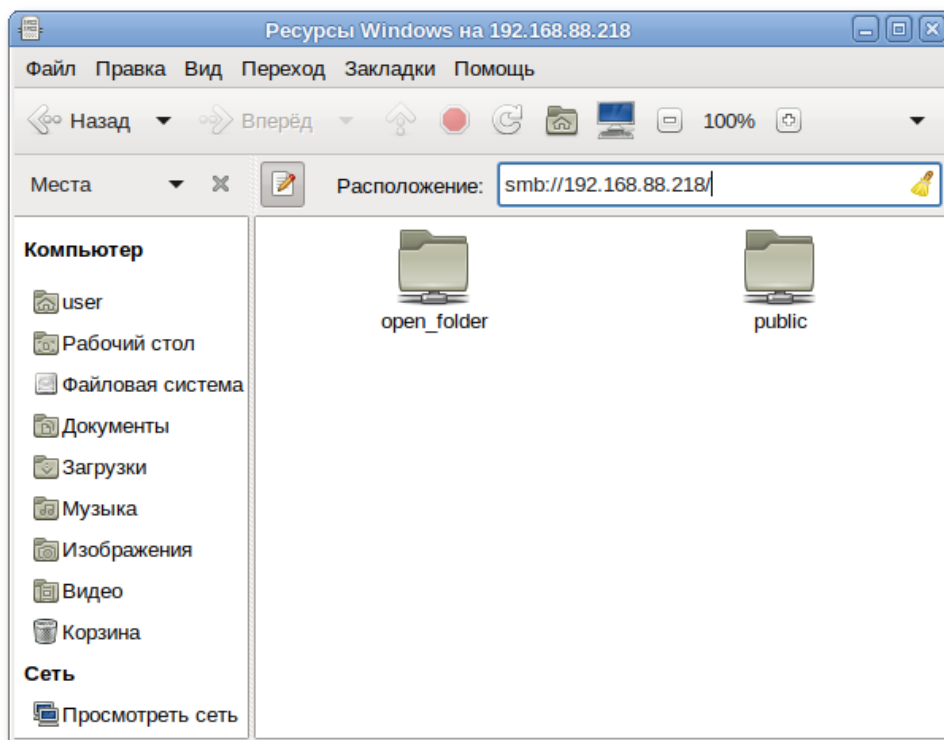 Ресурсы Windows на 192.168.88.218
Файл Правка Вид Переход Закладки Помощь
Назад Вперёд 100%
Места Расположение: smb://192.168.88.218/
Компьютер
user
Рабочий стол
Файловая система
Документы
Загрузки
Музыка
Изображения
Видео
Корзина
Сеть
Просмотреть сеть
open_folder public